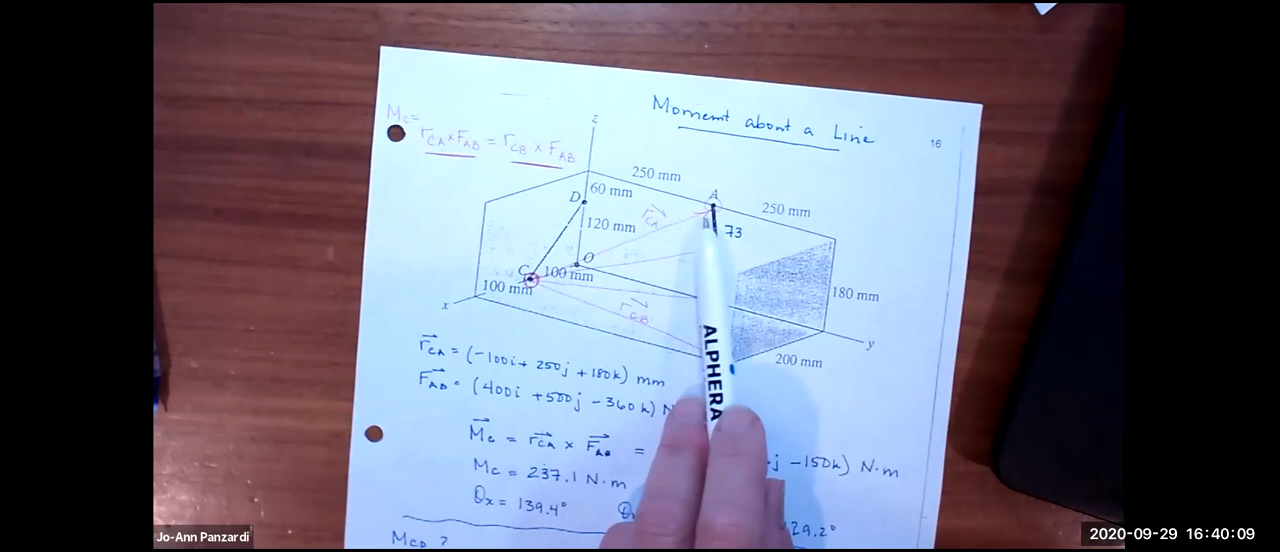 Moment about a Line
16
Mc=
rCA x FAB = rCB x FAB
z
250 mm
A
D
60 mm
250 mm
rCA
120 mm
73
O
C
100 mm
100 mm
180 mm
x
rCB
y
200 mm
rCA = (-100i + 250j + 180k) mm
FAB = (400i + 500j - 360k) N
Mc = rCA x FAB =
j -150k) N·m
Mc = 237.1 N·m
θx = 139.4°
29.2°
MCD ?
ALPHERA
Jo-Ann Panzardi
2020-09-29 16:40:09